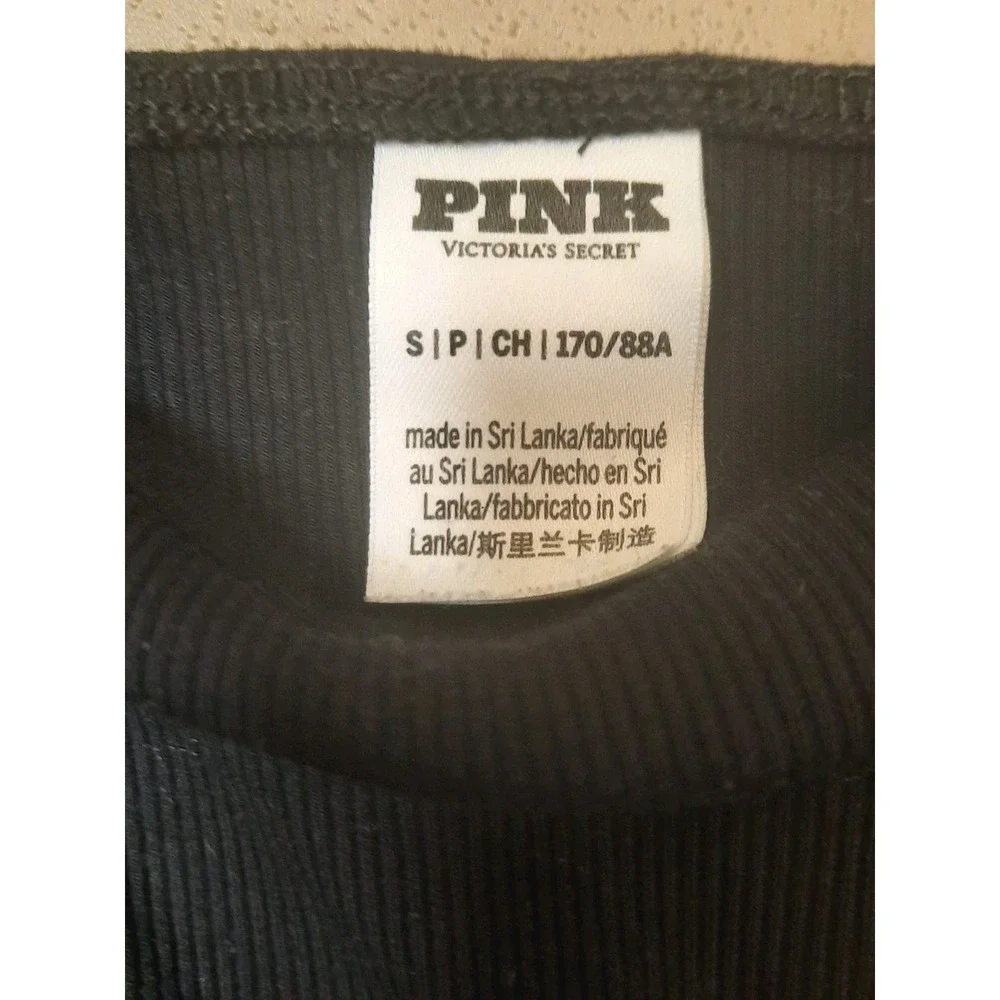 PINK
VICTORIA'S SECRET
S | P | CH | 170/88A
made in Sri Lanka/fabriqué
au Sri Lanka/hecho en Sri
Lanka/fabbricato in Sri
Lanka/斯里兰卡制造